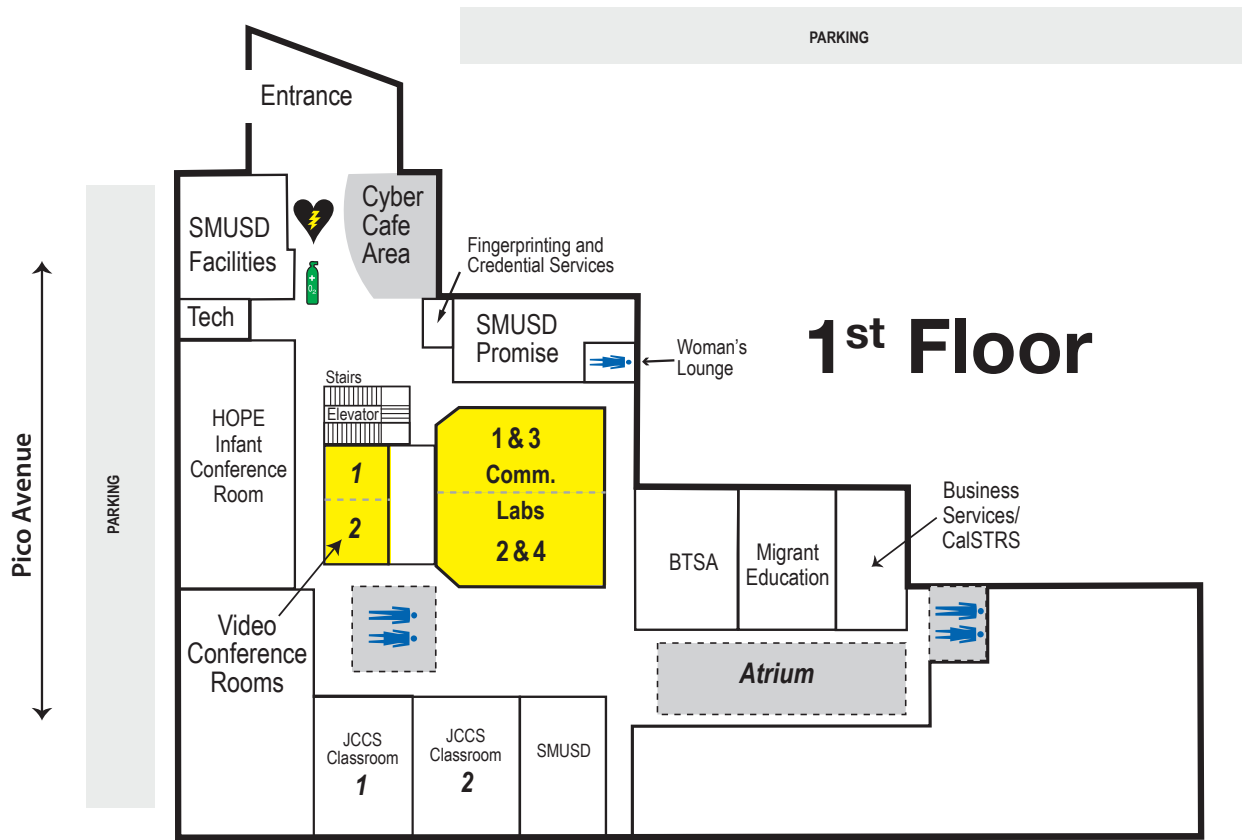 PARKING
Entrance
Cyber
Cafe
Area
SMUSD
Facilities
O2
Fingerprinting and
Credential Services
Tech
SMUSD
Promise
Woman's
Lounge
1st Floor
Stairs
Elevator
HOPE
Infant
Conference
Room
Pico Avenue
PARKING
1
2
1 & 3
Comm.
Labs
2 & 4
BTSA
Migrant
Education
Business
Services/
CalSTRS
Video
Conference
Rooms
Atrium
JCCS
Classroom
1
JCCS
Classroom
2
SMUSD